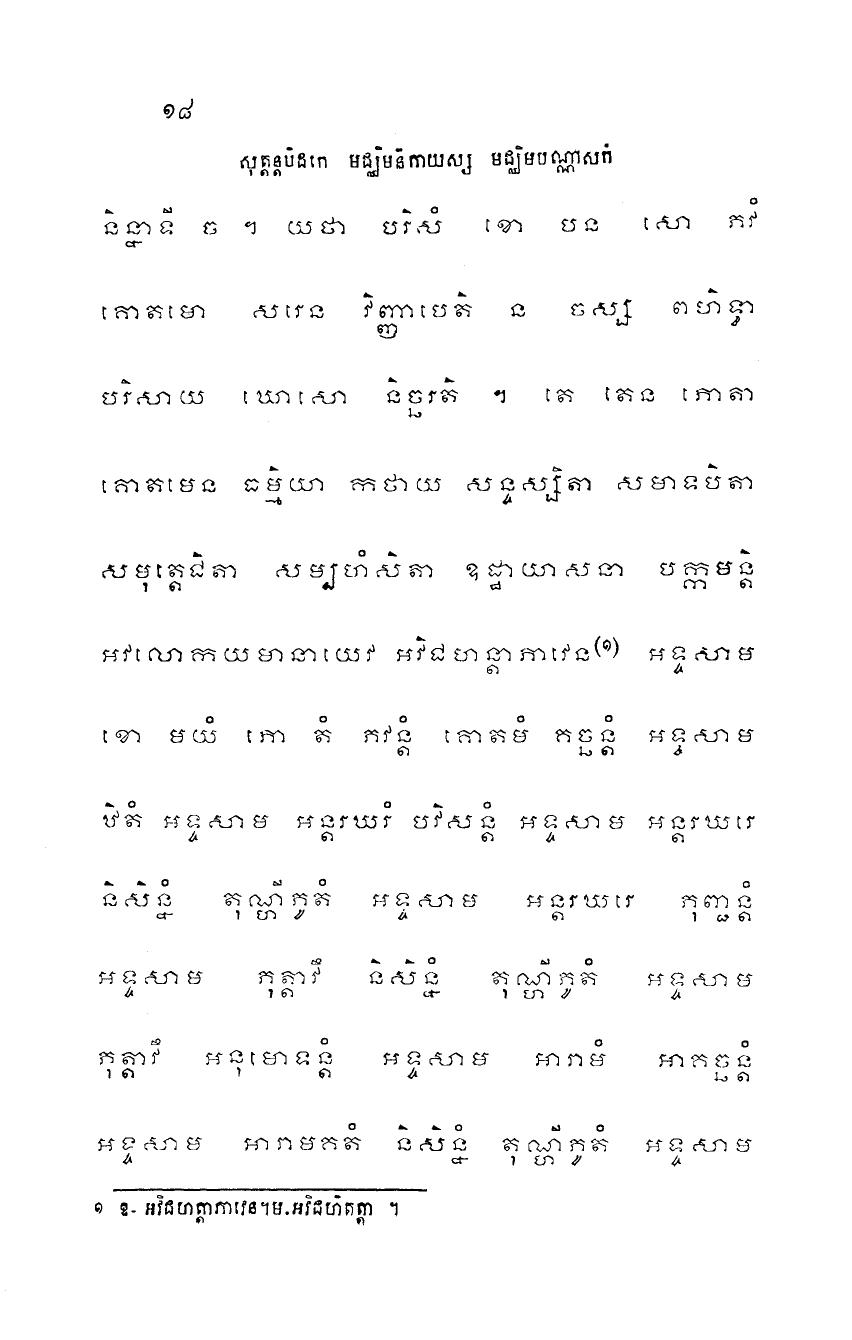 ១៨
សុត្តន្តបិដកេ មជ្ឈិមនិកាយស្ស មជ្ឈិមបណ្ណាសកំ
និន្នាទី ច ។ យថា បរិសំ ខោ បន សោ ភវំ
គោតមោ សរេន វិញ្ញាបេតិ ន ចស្ស ពហិទ្ធា
បរិសាយ ឃោសោ និច្ឆរតិ ។ តេ តេន ភោតា
គោតមេន ធម្មិយា កថាយ សន្ទស្សិតា សមាទបិតា
សមុត្តេជិតា សម្បហំសិតា ឧដ្ឋាយាសនា បក្កមន្តិ
អវលោកយមានាយេវ អវិជហន្តាភាវេន(១) អទ្ទសាម
ខោ មយំ ភោ តំ ភវន្តំ គោតមំ គច្ឆន្តំ អទ្ទសាម
ឋិតំ អទ្ទសាម អន្តរឃរំ បវិសន្តំ អទ្ទសាម អន្តរឃរេ
និសិន្នំ តុណ្ហីភូតំ អទ្ទសាម អន្តរឃរេ ភុញ្ជន្តំ
អទ្ទសាម ភុត្តាវឹ និសិន្នំ តុណ្ហីភូតំ អទ្ទសាម
ភុត្តាវឹ អនុមោទន្តំ អទ្ទសាម អារាមំ អាគច្ឆន្តំ
អទ្ទសាម អារាមគតំ និសិន្នំ តុណ្ហីភូតំ អទ្ទសាម
១ ឱ- អវិជហត្តាភាវេន។ម.អវិជហិតត្តា ។